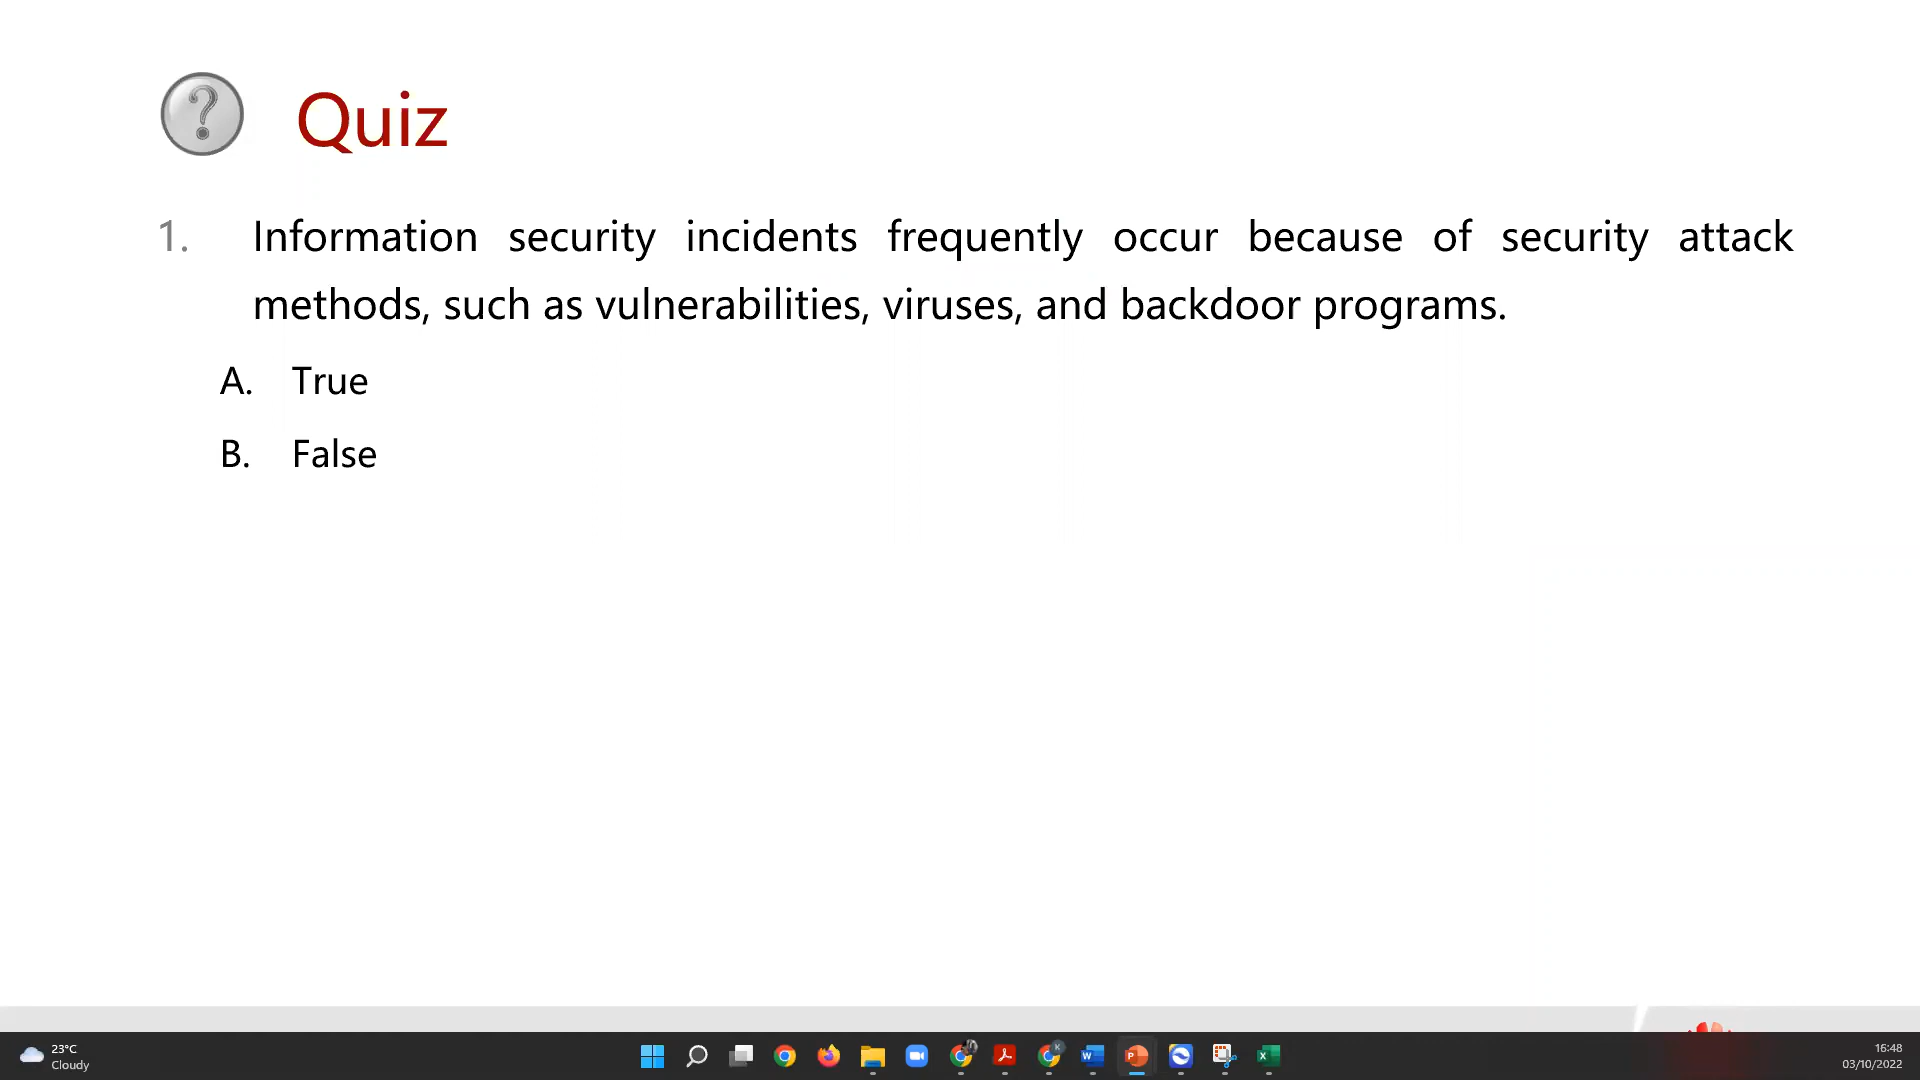 Quiz
1. Information security incidents frequently occur because of security attack
methods, such as vulnerabilities, viruses, and backdoor programs.
A. True
B. False
23°C
Cloudy
16:48
03/10/2022